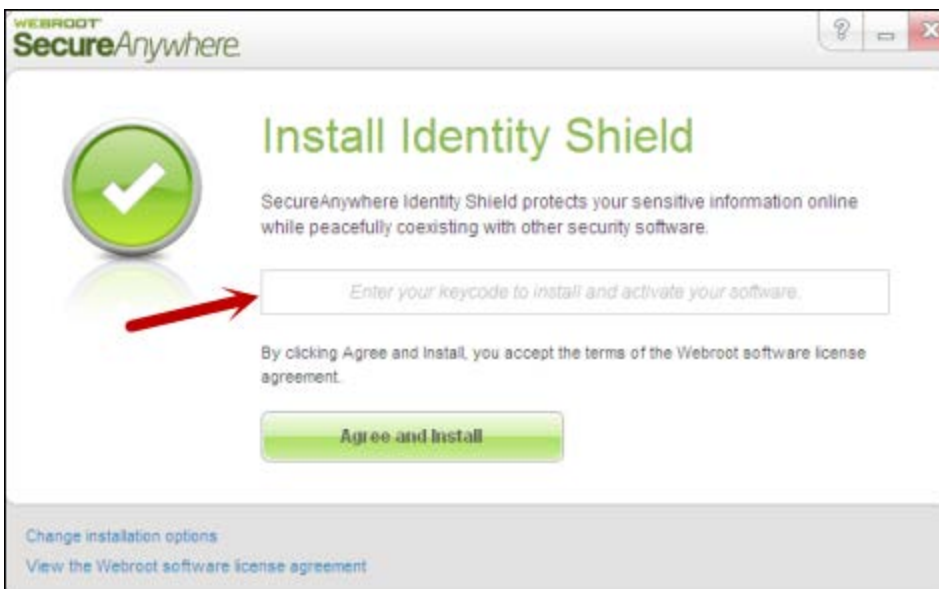 WEBROOT
SecureAnywhere
Install Identity Shield
SecureAnywhere Identity Shield protects your sensitive information online
while peacefully coexisting with other security software.
Enter your keycode to install and activate your software.
By clicking Agree and Install, you accept the terms of the Webroot software license
agreement.
Agree and Install
Change installation options
View the Webroot software license agreement